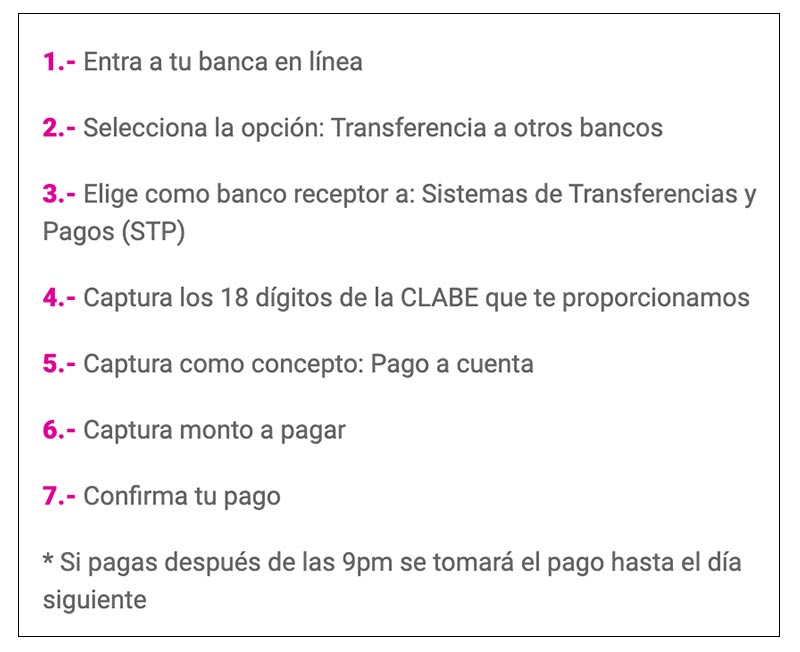 1.- Entra a tu banca en línea
2.- Selecciona la opción: Transferencia a otros bancos
3.- Elige como banco receptor a: Sistemas de Transferencias y
Pagos (STP)
4.- Captura los 18 dígitos de la CLABE que te proporcionamos
5.- Captura como concepto: Pago a cuenta
6.- Captura monto a pagar
7.- Confirma tu pago
* Si pagas después de las 9pm se tomará el pago hasta el día
siguiente